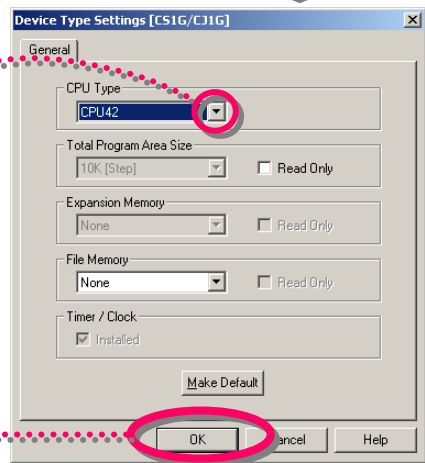 Device Type Settings [CS1G/CJ1G]
General
CPU Type
CPU42
Total Program Area Size
10K [Step]
Read Only
Expansion Memory
None
Read Only
File Memory
None
Read Only
Timer / Clock
Installed
Make Default
OK
Cancel
Help